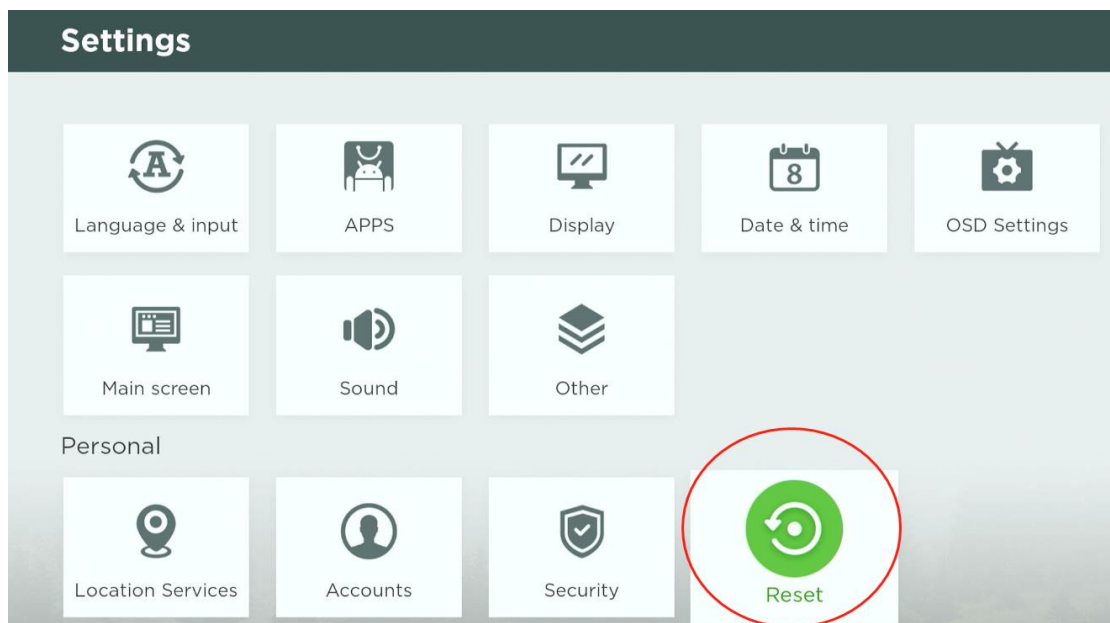 Settings
Language & input
APPS
8
Date & time
Display
OSD Settings
Main screen
Sound
Other
Personal
Location Services
Accounts
Security
Reset